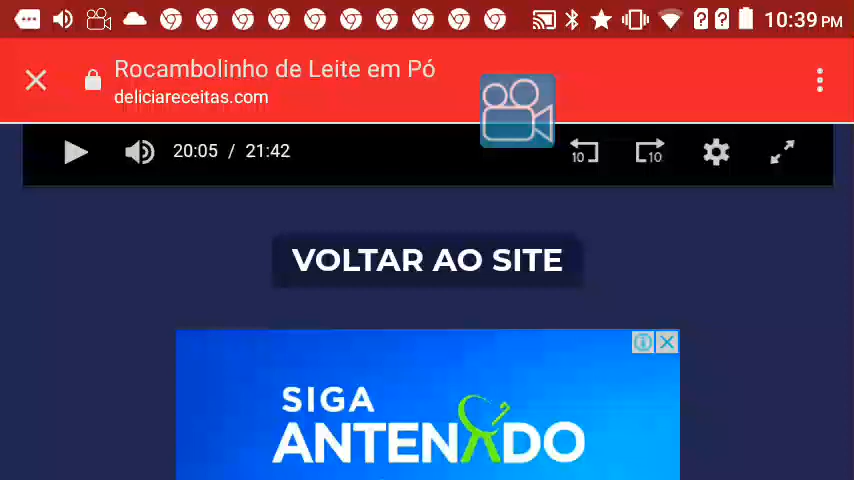 10:39 PM
Rocambolinho de Leite em Pó
deliciareceitas.com
20:05 / 21:42
10
10
VOLTAR AO SITE
SIGA
ANTENADO